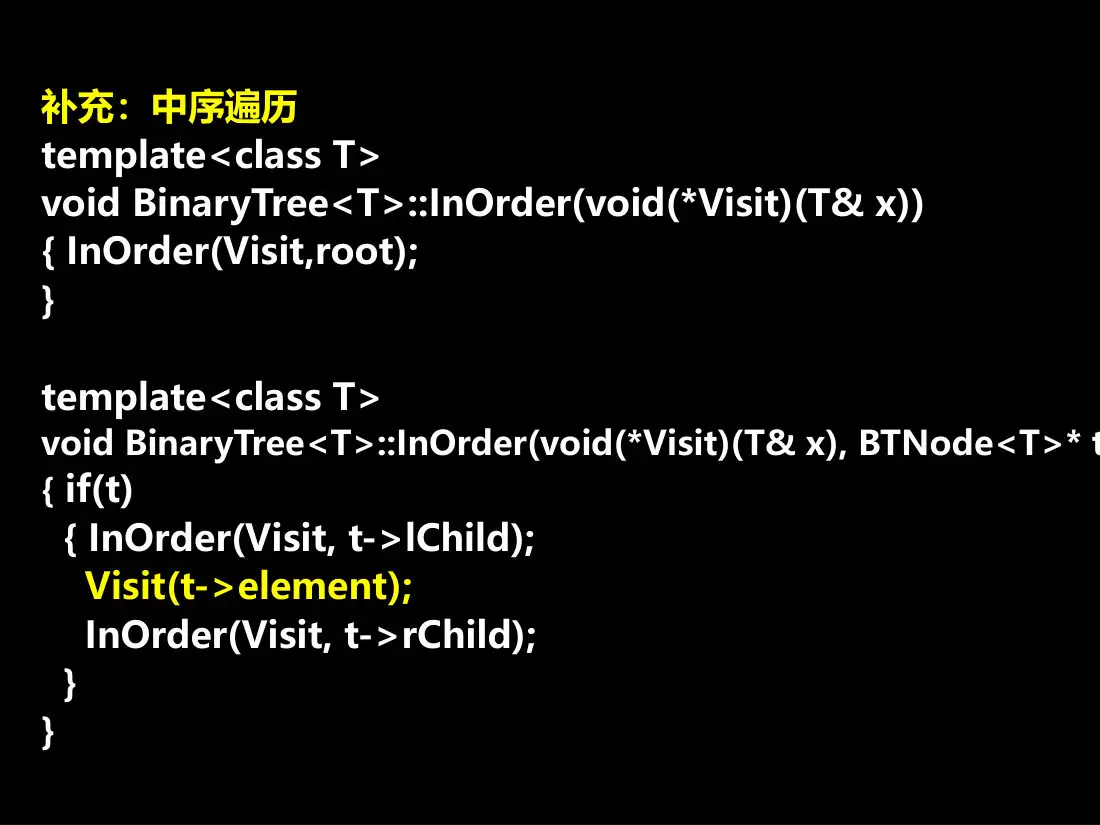 补充：中序遍历
template<class T>
void BinaryTree<T>::InOrder(void(*Visit)(T& x))
{ InOrder(Visit,root);
}
template<class T>
void BinaryTree<T>::InOrder(void(*Visit)(T& x), BTNode<T>* t
{ if(t)
{ InOrder(Visit, t->lChild);
Visit(t->element);
InOrder(Visit, t->rChild);
}
}